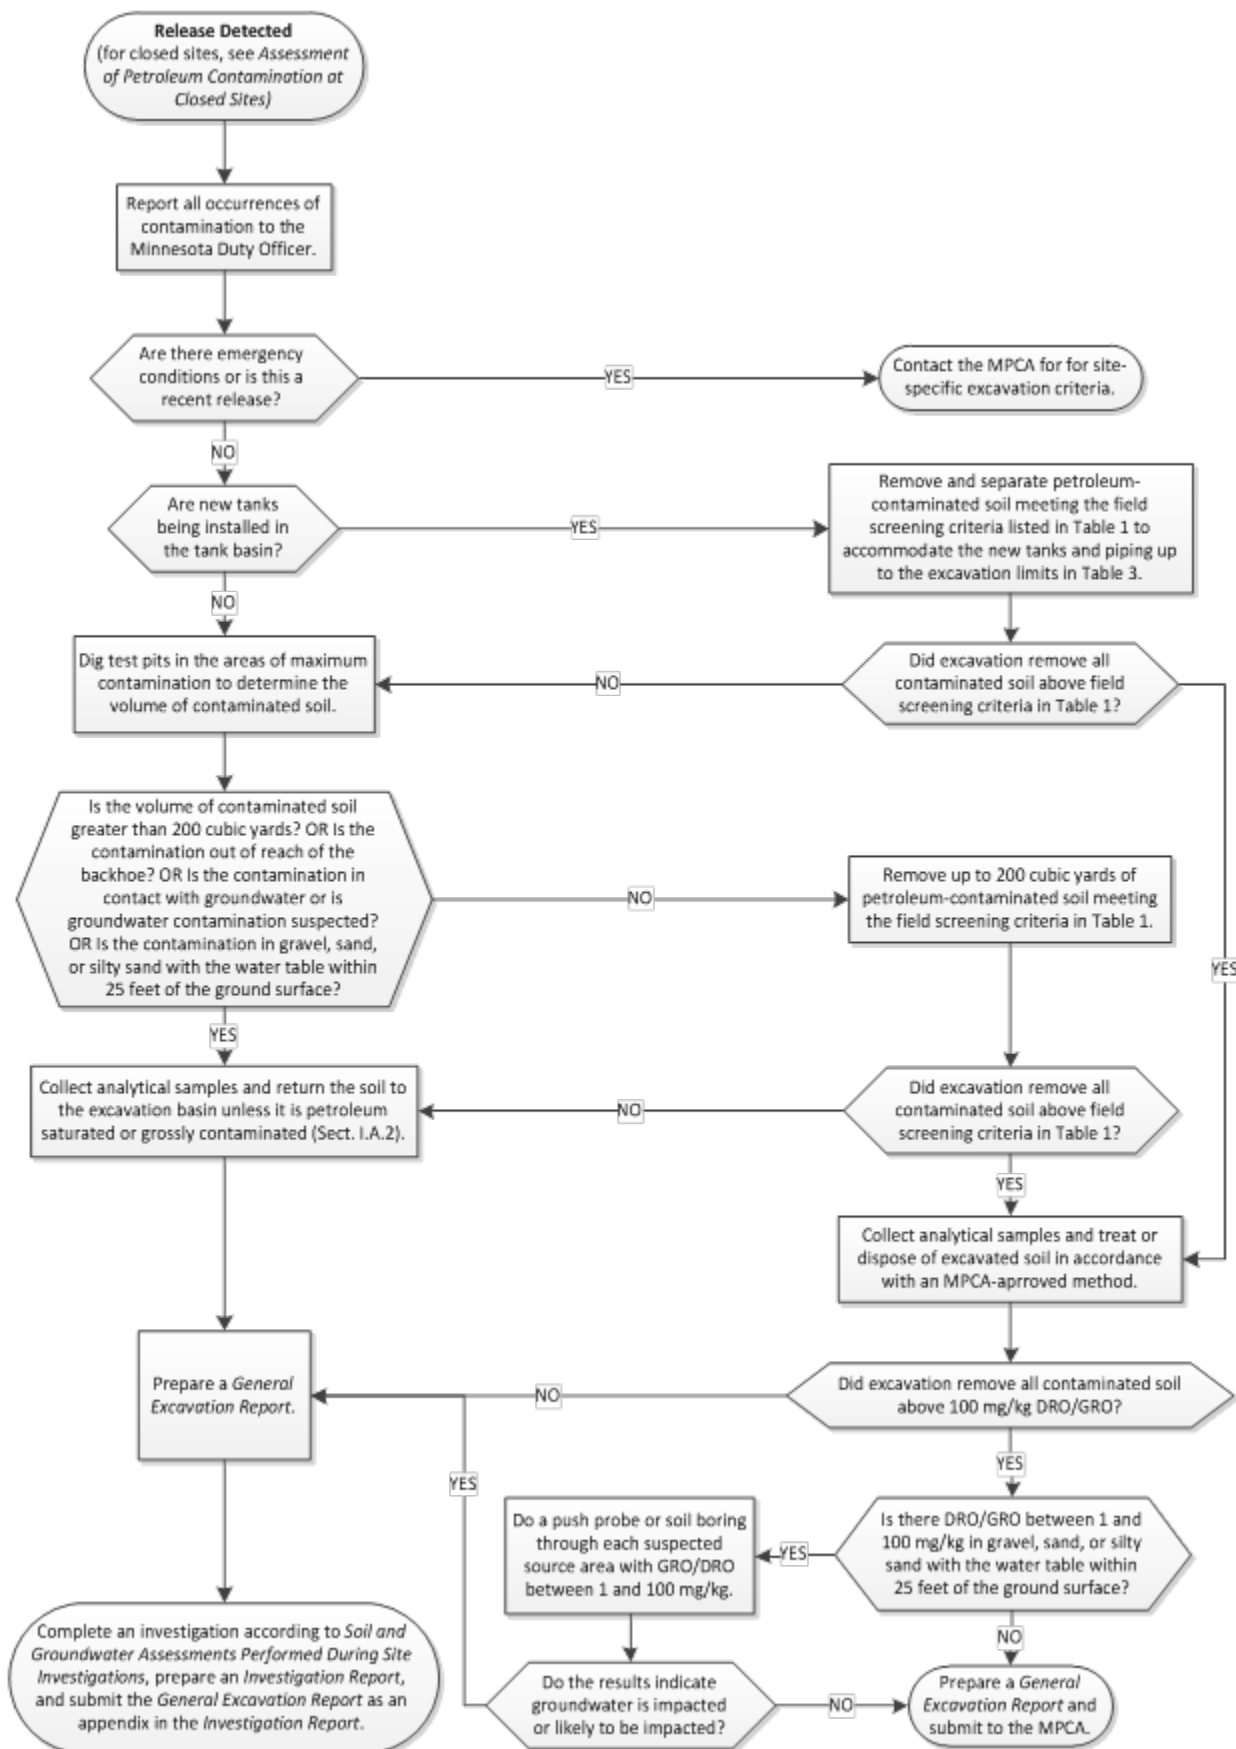 Release Detected
(for closed sites, see Assessment
of Petroleum Contamination at
Closed Sites)
Report all occurrences of
contamination to the
Minnesota Duty Officer.
Are there emergency
conditions or is this a
recent release?
YES
Contact the MPCA for for site-
specific excavation criteria.
NO
Are new tanks
being installed in
the tank basin?
YES
Remove and separate petroleum-
contaminated soil meeting the field
screening criteria listed in Table 1 to
accommodate the new tanks and piping up
to the excavation limits in Table 3.
NO
Dig test pits in the areas of maximum
contamination to determine the
volume of contaminated soil.
NO
Did excavation remove all
contaminated soil above field
screening criteria in Table 1?
YES
Is the volume of contaminated soil
greater than 200 cubic yards? OR Is the
contamination out of reach of the
backhoe? OR Is the contamination in
contact with groundwater or is
groundwater contamination suspected?
OR Is the contamination in gravel, sand,
or silty sand with the water table within
25 feet of the ground surface?
NO
Remove up to 200 cubic yards of
petroleum-contaminated soil meeting
the field screening criteria in Table 1.
YES
Collect analytical samples and return the soil to
the excavation basin unless it is petroleum
saturated or grossly contaminated (Sect. I.A.2).
NO
Did excavation remove all
contaminated soil above field
screening criteria in Table 1?
YES
Collect analytical samples and treat or
dispose of excavated soil in accordance
with an MPCA-aprroved method.
Prepare a General
Excavation Report.
NO
Did excavation remove all contaminated soil
above 100 mg/kg DRO/GRO?
YES
YES
Do a push probe or soil boring
through each suspected
source area with GRO/DRO
between 1 and 100 mg/kg.
YES
Is there DRO/GRO between 1 and
100 mg/kg in gravel, sand, or silty
sand with the water table within
25 feet of the ground surface?
NO
Complete an investigation according to Soil and
Groundwater Assessments Performed During Site
Investigations, prepare an Investigation Report,
and submit the General Excavation Report as an
appendix in the Investigation Report.
Do the results indicate
groundwater is impacted
or likely to be impacted?
NO
Prepare a General
Excavation Report and
submit to the MPCA.